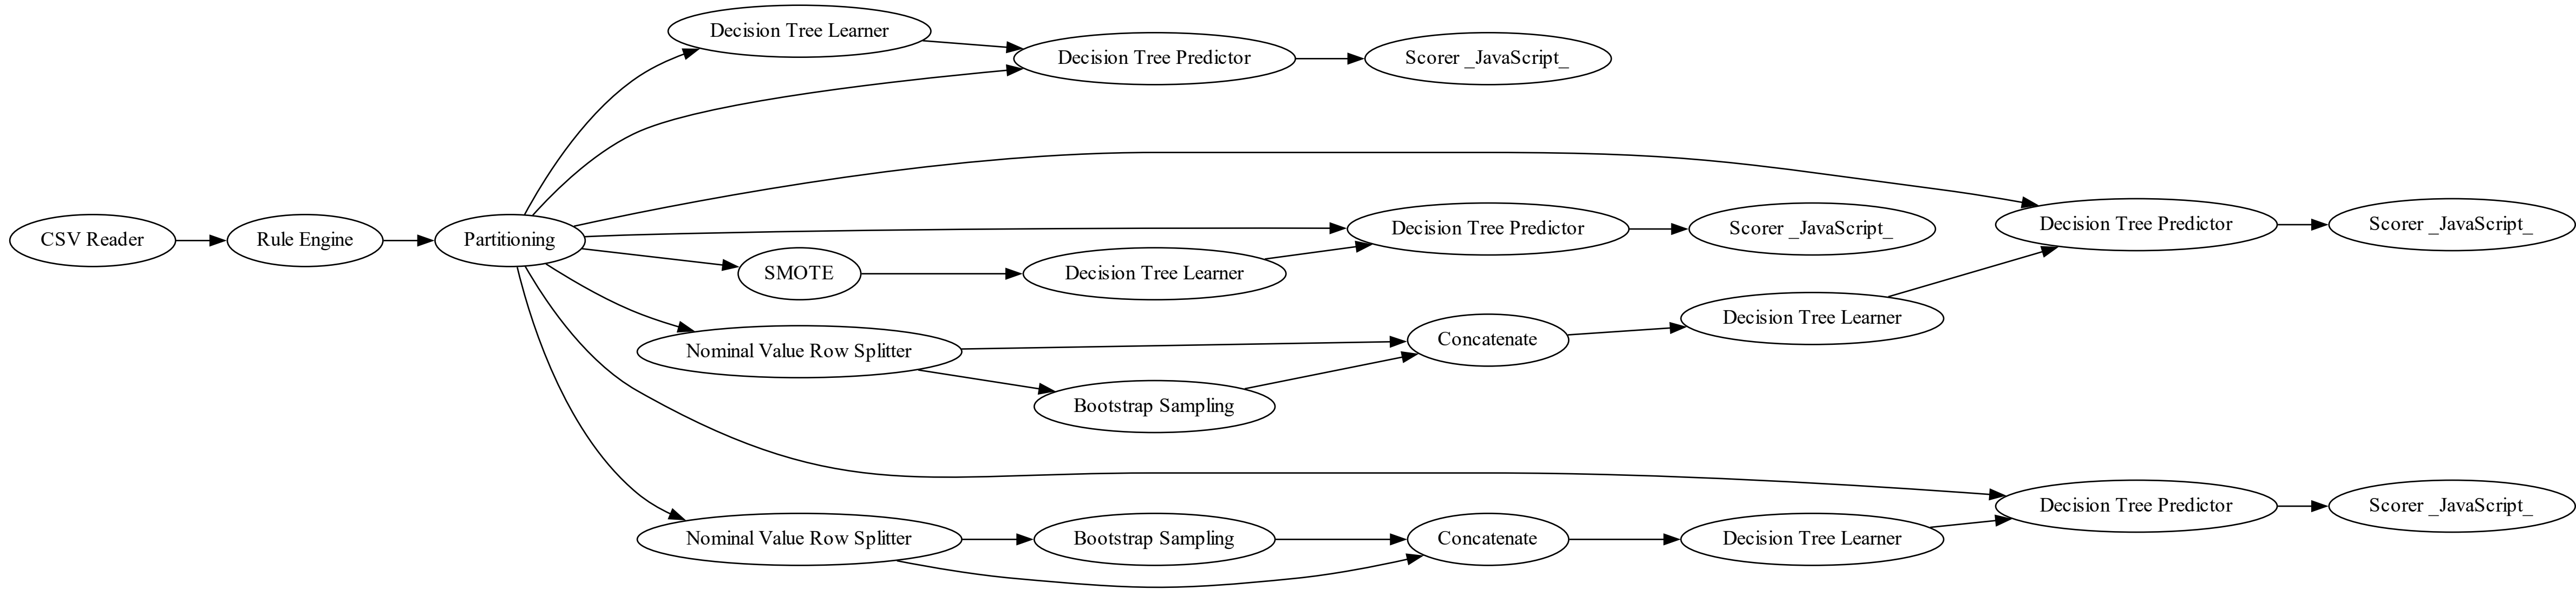 Decision Tree Learner
Decision Tree Predictor
Scorer _JavaScript_
CSV Reader
Rule Engine
Partitioning
Decision Tree Predictor
Scorer _JavaScript_
Decision Tree Predictor
Scorer _JavaScript_
SMOTE
Decision Tree Learner
Decision Tree Learner
Nominal Value Row Splitter
Concatenate
Bootstrap Sampling
Decision Tree Predictor
Scorer _JavaScript_
Nominal Value Row Splitter
Bootstrap Sampling
Concatenate
Decision Tree Learner